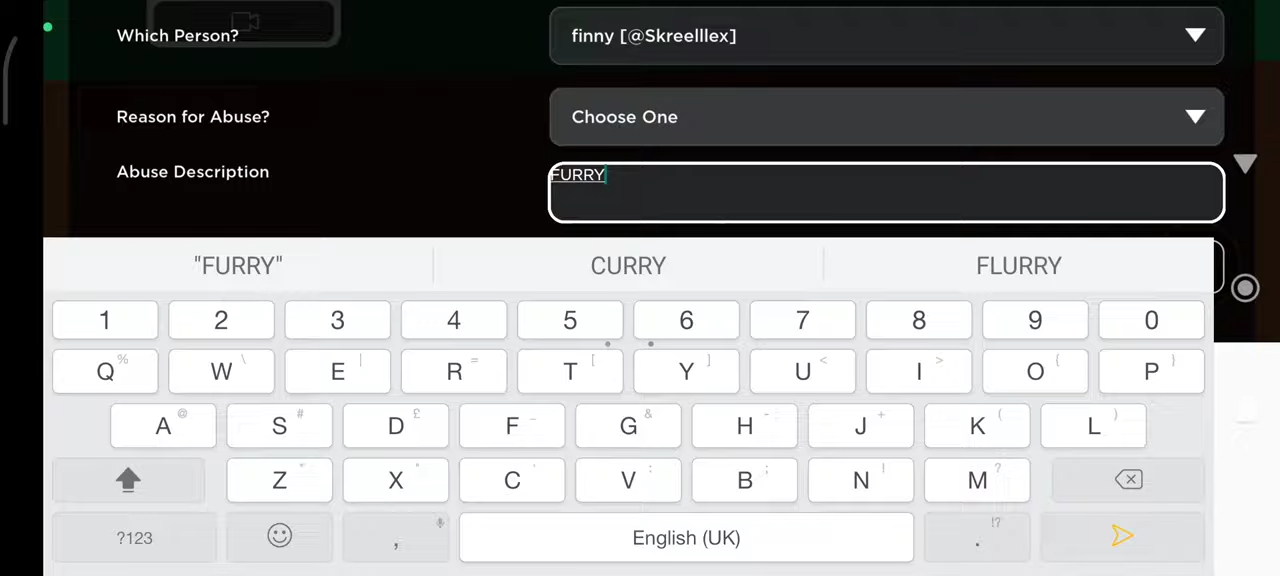 Which Person?
finny [@Skreelllex]
Reason for Abuse?
Choose One
Abuse Description
FURRY
"FURRY" CURRY FLURRY
1 2 3 4 5 6 7 8 9 0
Q % W \ E | R = T [ Y ] U < I > O { P }
A @ S # D £ F _ G & H - J + K ( L )
Z X C V : B ; N ! M ?
?123 , English (UK) . !?